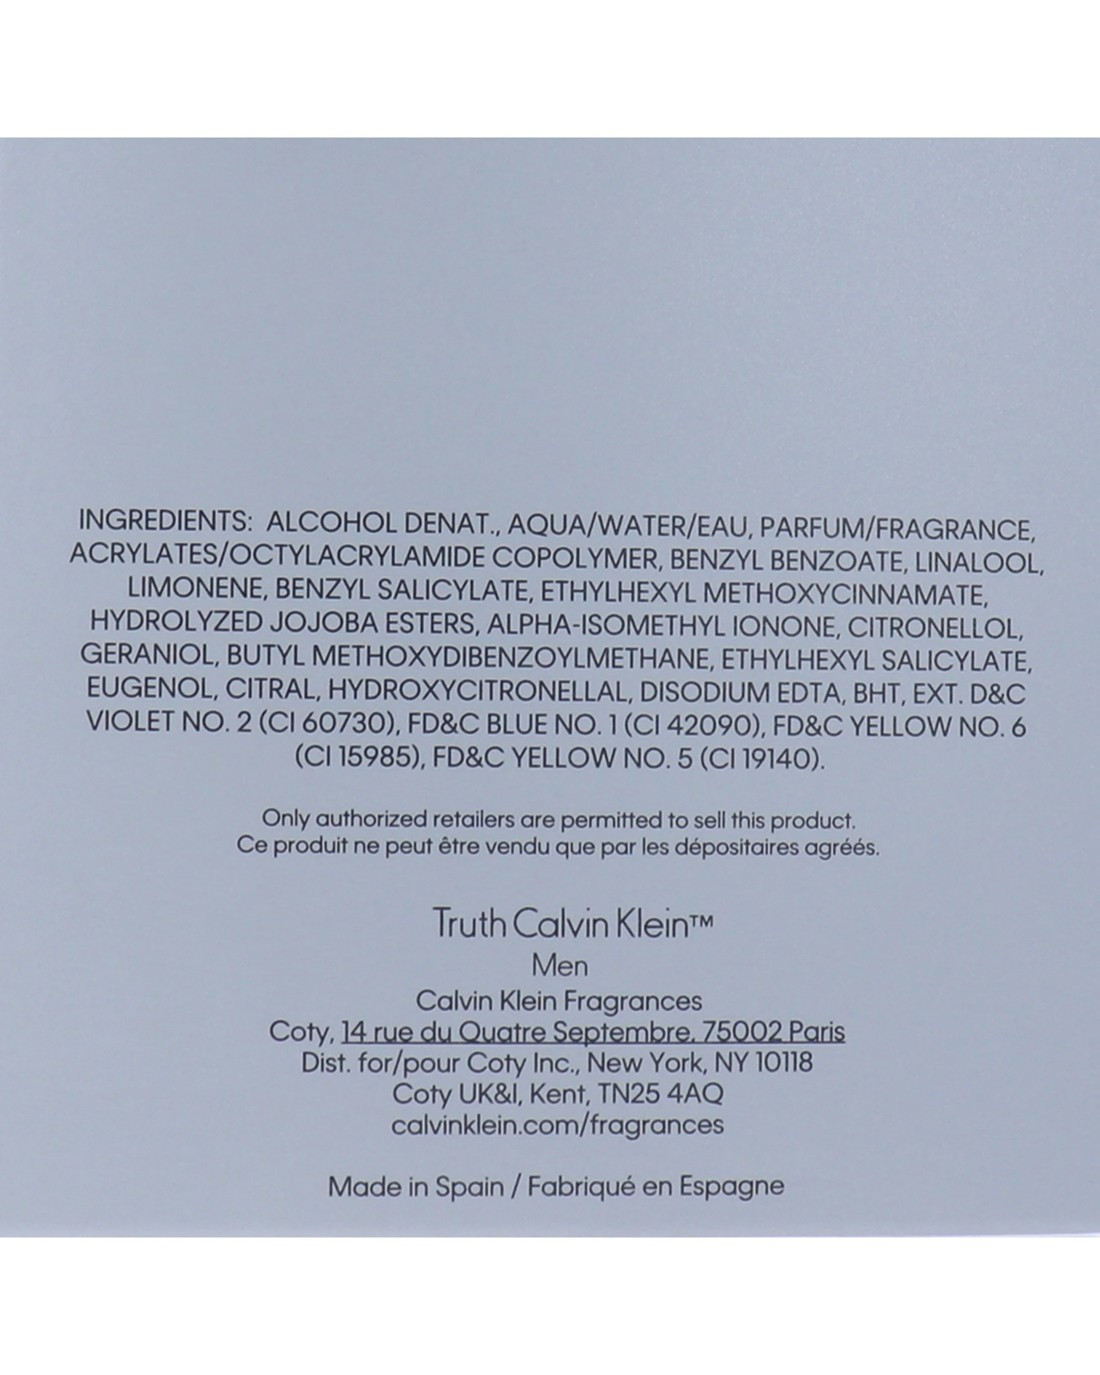 INGREDIENTS: ALCOHOL DENAT., AQUA/WATER/EAU, PARFUM/FRAGRANCE,
ACRYLATES/OCTYLACRYLAMIDE COPOLYMER, BENZYL BENZOATE, LINALOOL,
LIMONENE, BENZYL SALICYLATE, ETHYLHEXYL METHOXYCINNAMATE,
HYDROLYZED JOJOBA ESTERS, ALPHA-ISOMETHYL IONONE, CITRONELLOL,
GERANIOL, BUTYL METHOXYDIBENZOYLMETHANE, ETHYLHEXYL SALICYLATE,
EUGENOL, CITRAL, HYDROXYCITRONELLAL, DISODIUM EDTA, BHT, EXT. D&C
VIOLET NO. 2 (CI 60730), FD&C BLUE NO. 1 (CI 42090), FD&C YELLOW NO. 6
(CI 15985), FD&C YELLOW NO. 5 (CI 19140).
Only authorized retailers are permitted to sell this product.
Ce produit ne peut être vendu que par les dépositaires agréés.
Truth Calvin Klein™
Men
Calvin Klein Fragrances
Coty, 14 rue du Quatre Septembre, 75002 Paris
Dist. for/pour Coty Inc., New York, NY 10118
Coty UK&I, Kent, TN25 4AQ
calvinklein.com/fragrances
Made in Spain / Fabriqué en Espagne